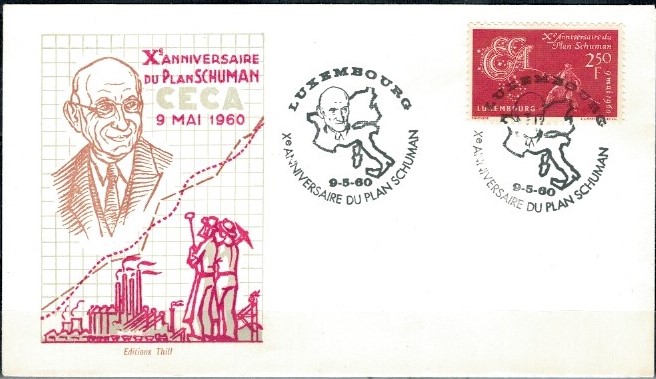 Xe ANNIVERSAIRE
DU PLAN SCHUMAN
CECA
9 MAI 1960
Editions Thill
LUXEMBOURG
9-5-60
Xe ANNIVERSAIRE DU PLAN SCHUMAN
Xe Anniversaire du
Plan Schuman
2,50
F
9 mai 1960
LUXEMBOURG
LUXEMBOURG
9-5-60
Xe ANNIVERSAIRE DU PLAN SCHUMAN